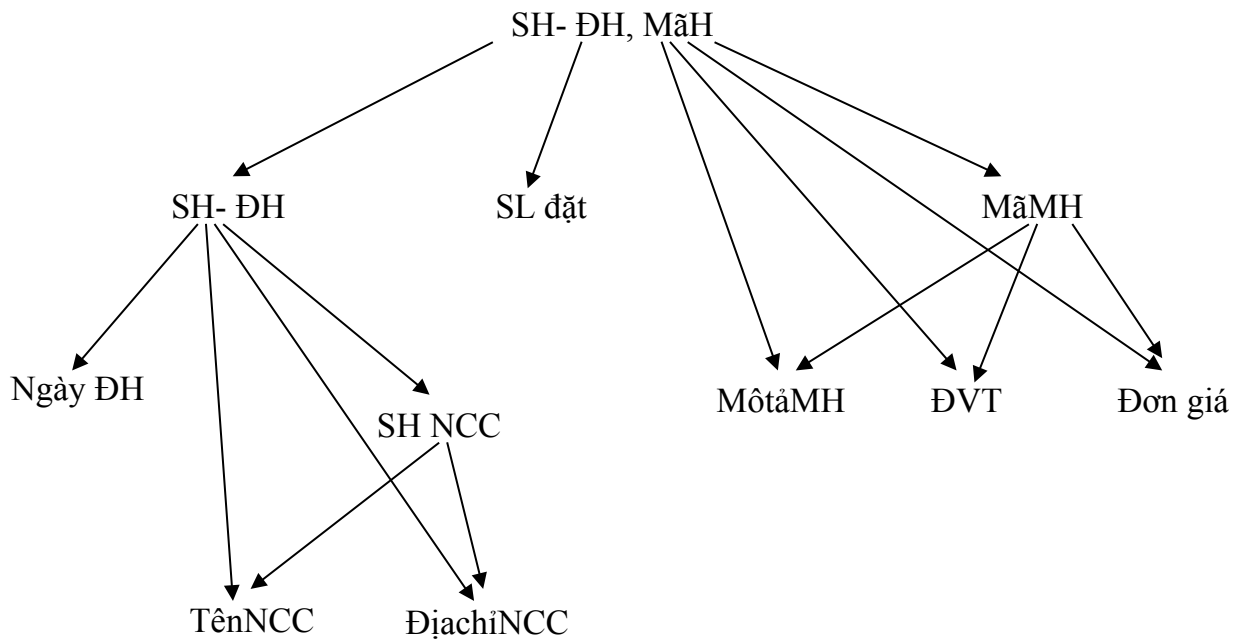 SH- ĐH, MãH
SH- ĐH
SL đặt
MãMH
Ngày ĐH
SH NCC
MôtảMH
ĐVT
Đơn giá
TênNCC
ĐịachỉNCC